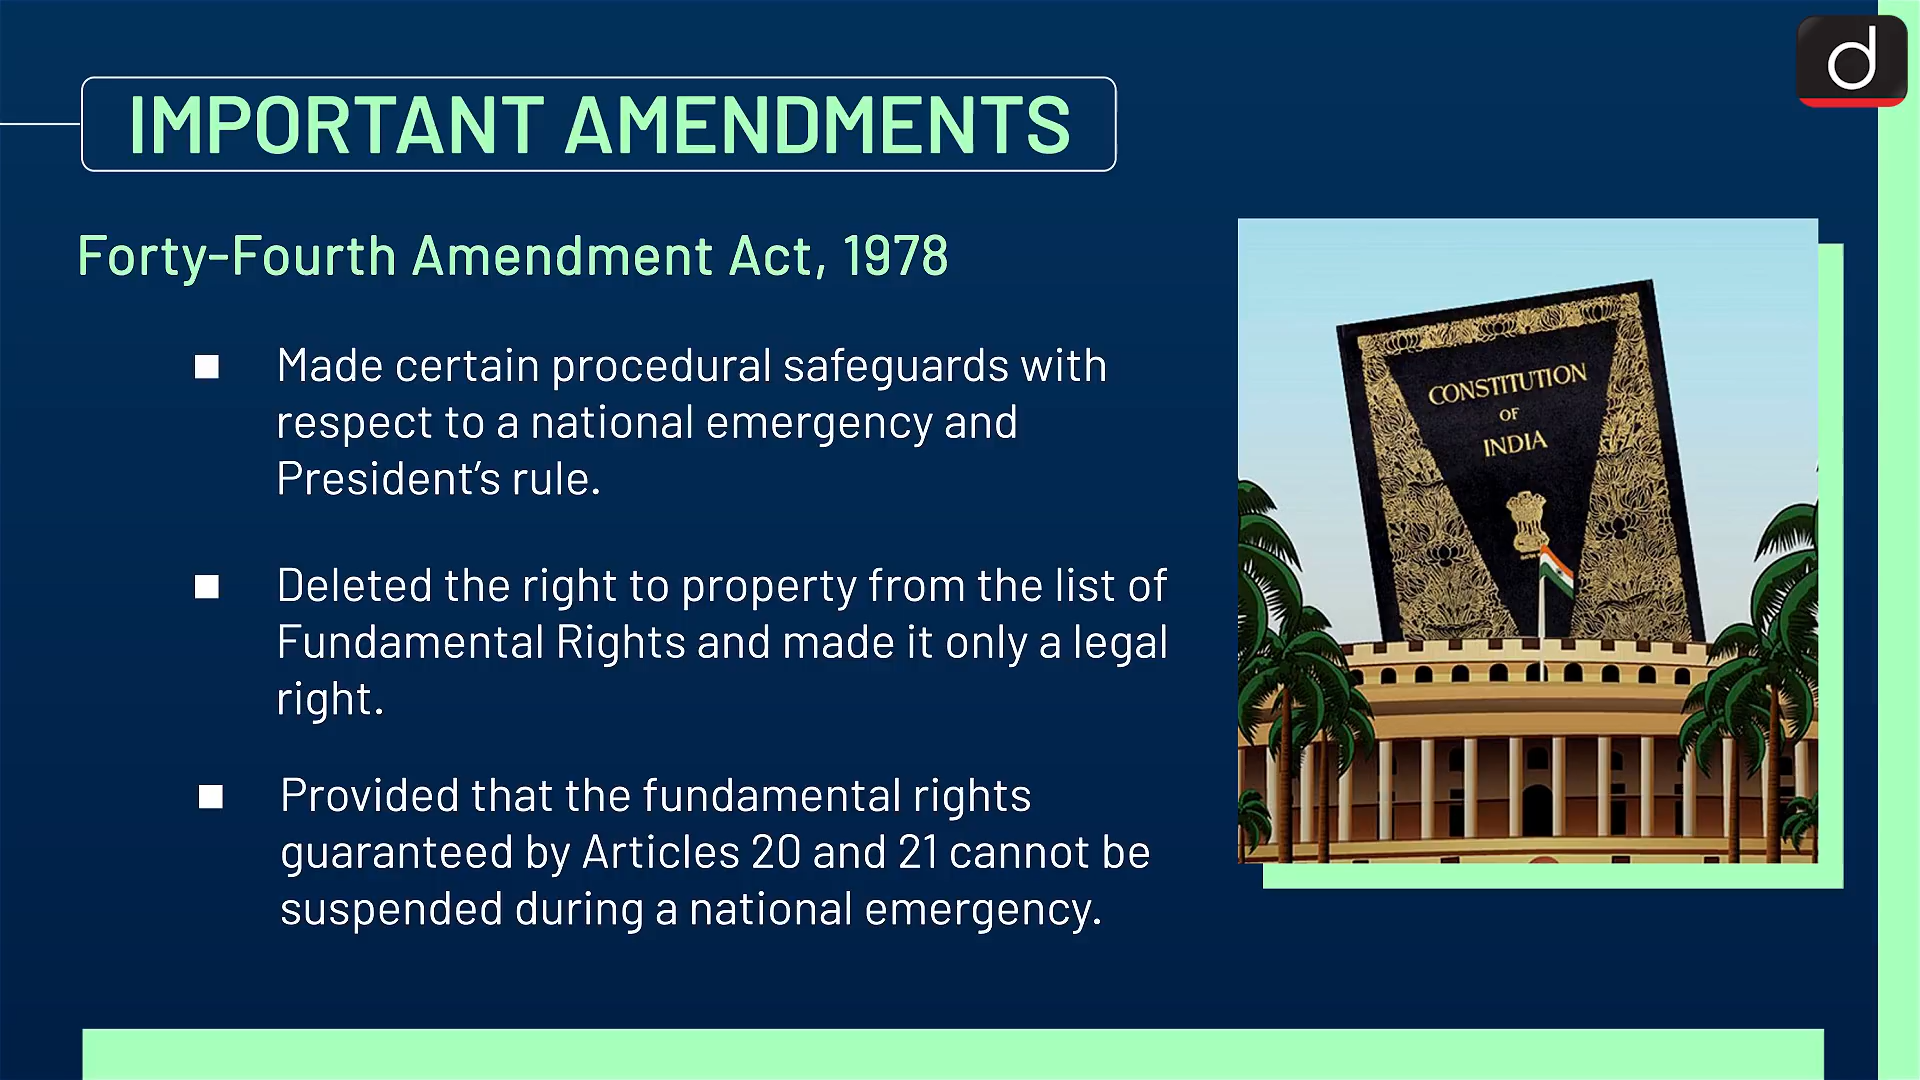 IMPORTANT AMENDMENTS
Forty-Fourth Amendment Act, 1978
■ Made certain procedural safeguards with
respect to a national emergency and
President’s rule.
■ Deleted the right to property from the list of
Fundamental Rights and made it only a legal
right.
■ Provided that the fundamental rights
guaranteed by Articles 20 and 21 cannot be
suspended during a national emergency.
CONSTITUTION
OF
INDIA
d